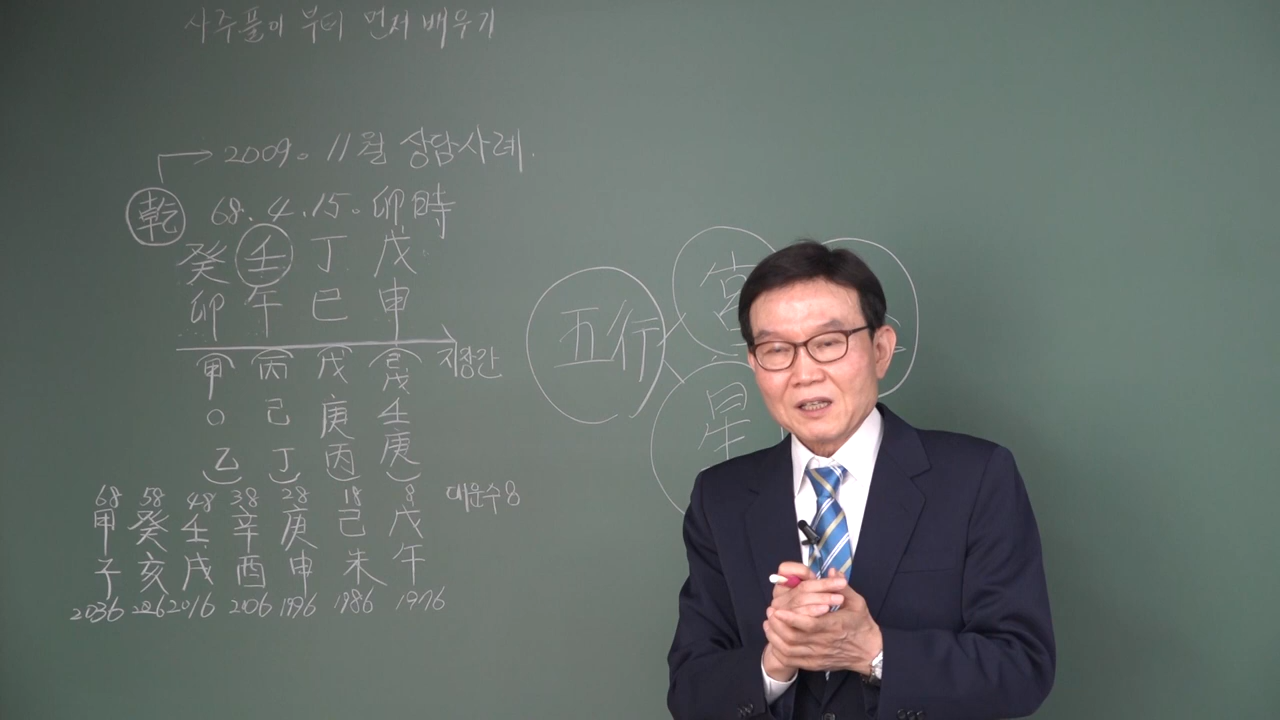 사주풀이 부터 먼저 배우기
2009. 11월 상담사례.
乾 68. 4. 15. 卯時
癸 壬 丁 戊
卯 午 巳 申
지장간
甲 丙 戊 己戊
○ 己 庚 壬
乙 丁 丙 庚
68 58 48 38 28 18 8 대운수8
甲 癸 壬 辛 庚 己 戊
子 亥 戌 酉 申 未 午
2036 2026 2016 2006 1996 1986 1976
五行
宮
星